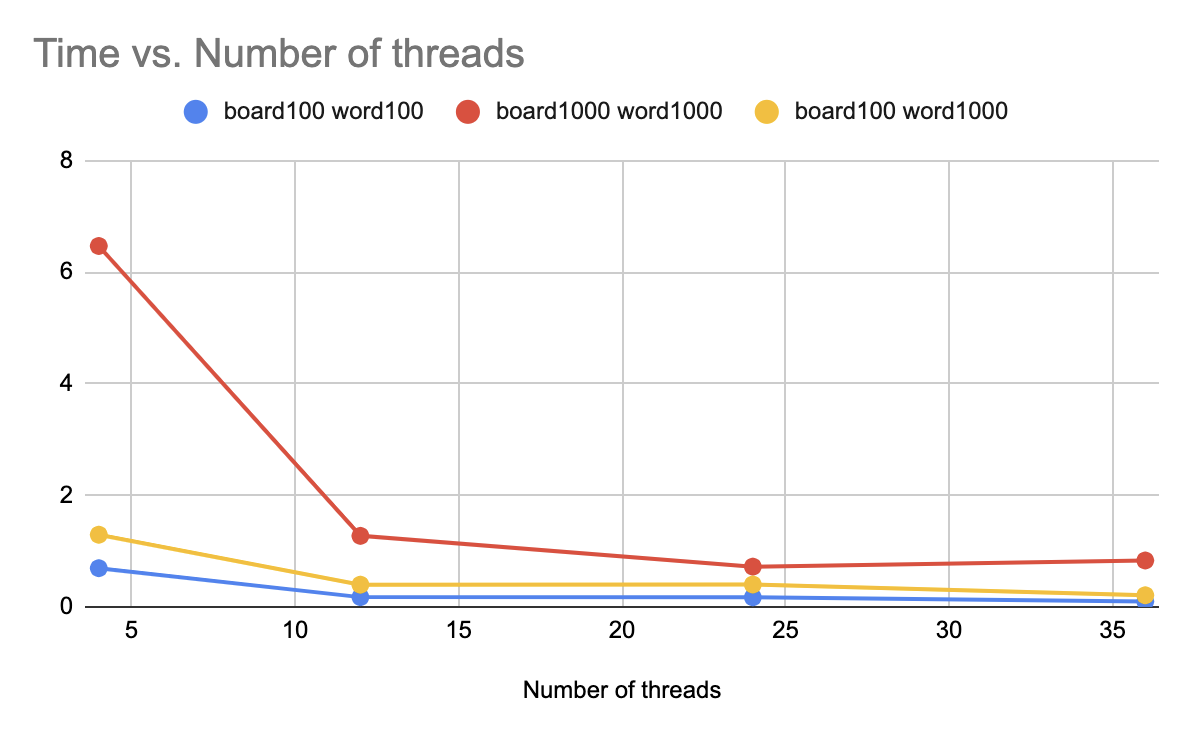 Time vs. Number of threads
board100 word100 board1000 word1000 board100 word1000
8
6
4
2
0
5 10 15 20 25 30 35
Number of threads